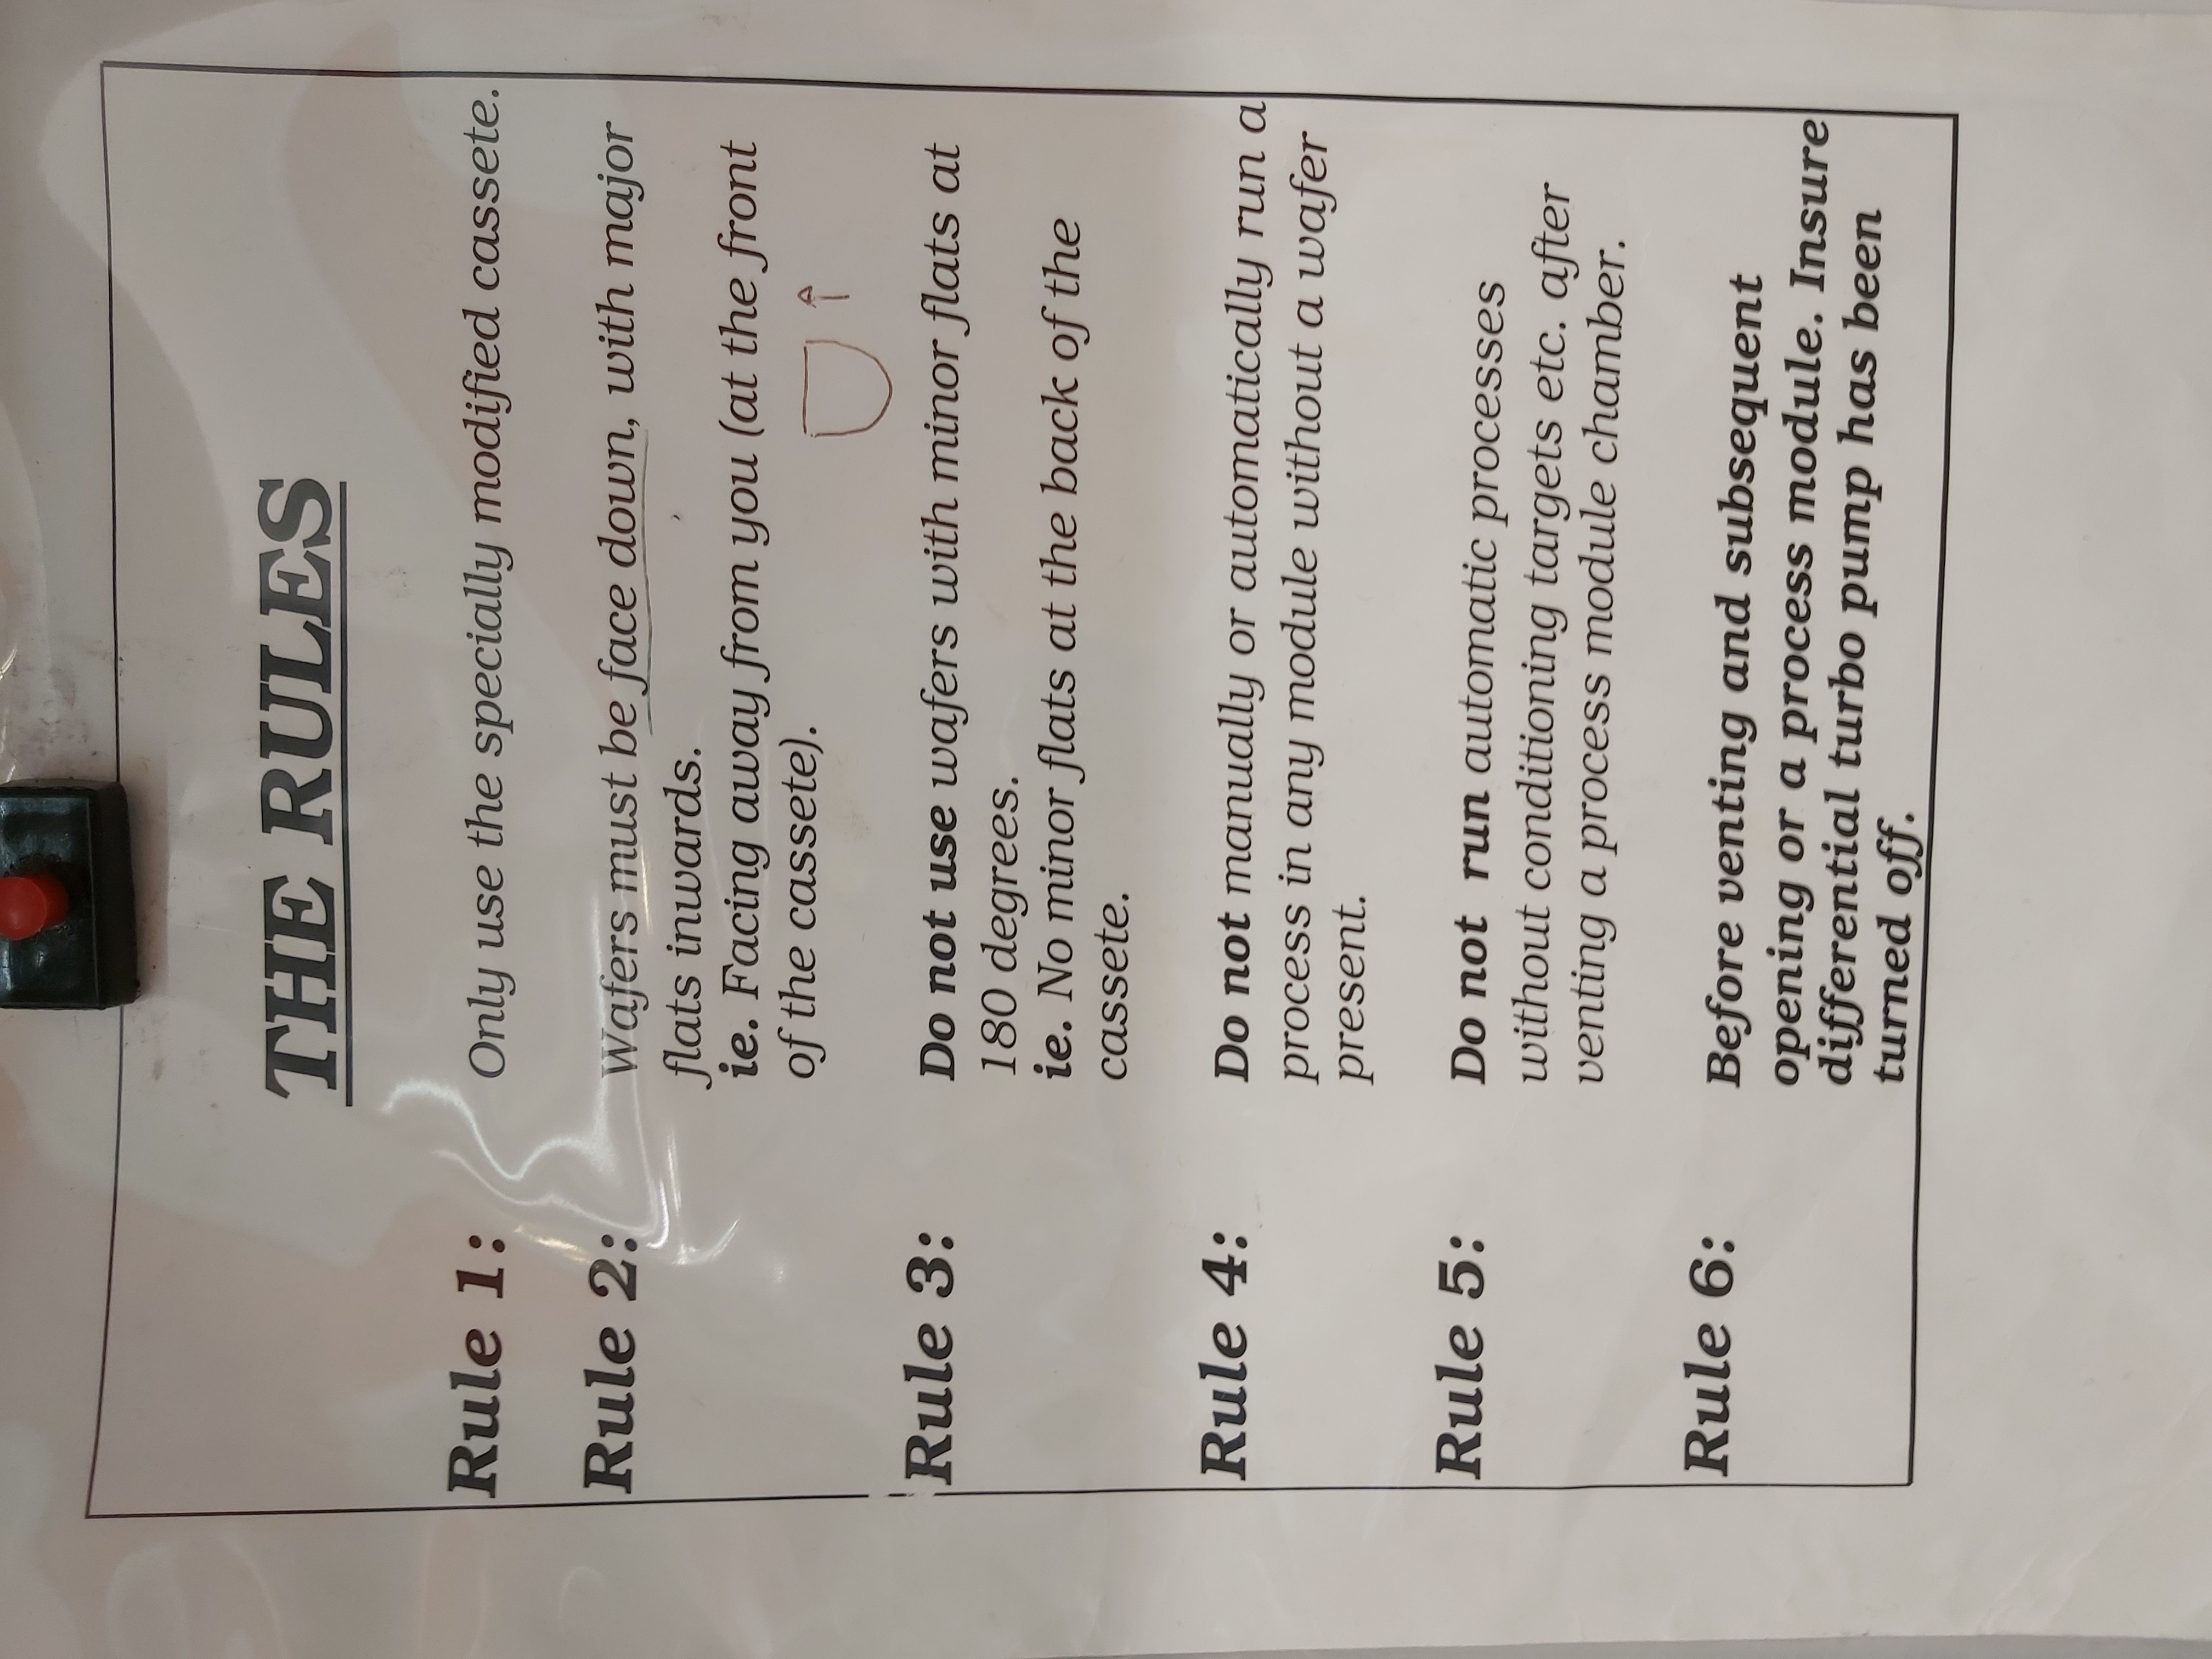 THE RULES
Rule 1: Only use the specially modified cassete.
Rule 2: Wafers must be face down, with major
flats inwards.
ie. Facing away from you (at the front
of the cassete).
Rule 3: Do not use wafers with minor flats at
180 degrees.
ie. No minor flats at the back of the
cassete.
Rule 4: Do not manually or automatically run a
process in any module without a wafer
present.
Rule 5: Do not run automatic processes
without conditioning targets etc. after
venting a process module chamber.
Rule 6: Before venting and subsequent
opening or a process module. Insure
differential turbo pump has been
turned off.